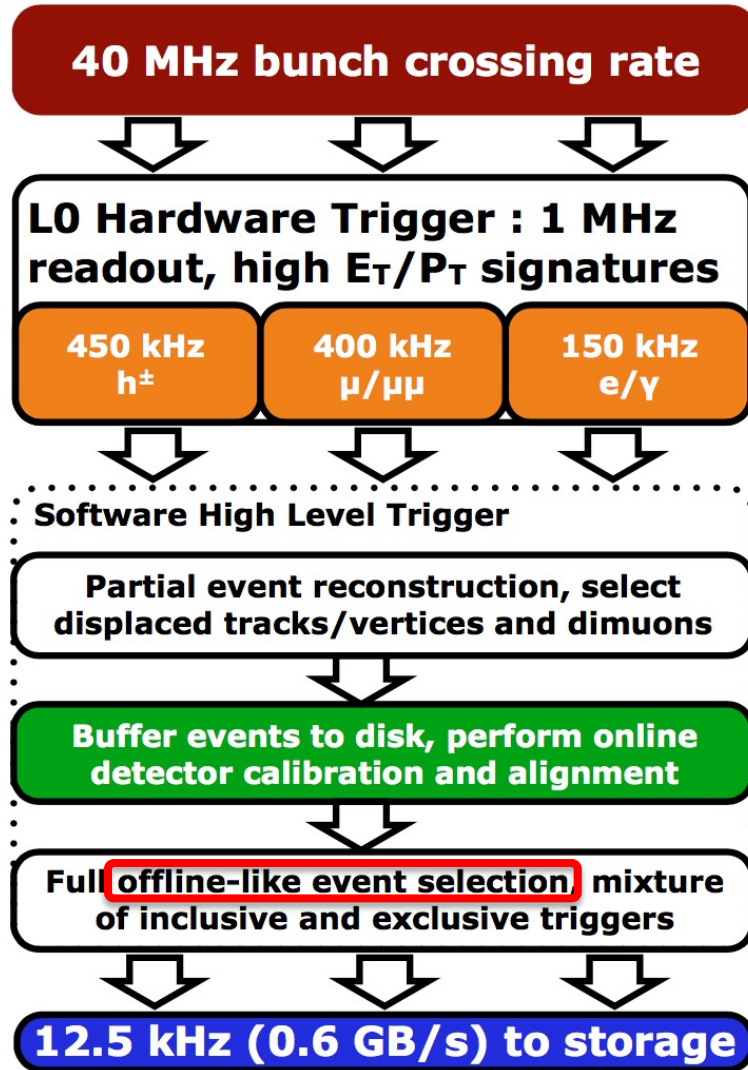 40 MHz bunch crossing rate
L0 Hardware Trigger : 1 MHz
readout, high E_T/P_T signatures
450 kHz
h±
400 kHz
μ/μμ
150 kHz
e/γ
Software High Level Trigger
Partial event reconstruction, select
displaced tracks/vertices and dimuons
Buffer events to disk, perform online
detector calibration and alignment
Full offline-like event selection, mixture
of inclusive and exclusive triggers
12.5 kHz (0.6 GB/s) to storage